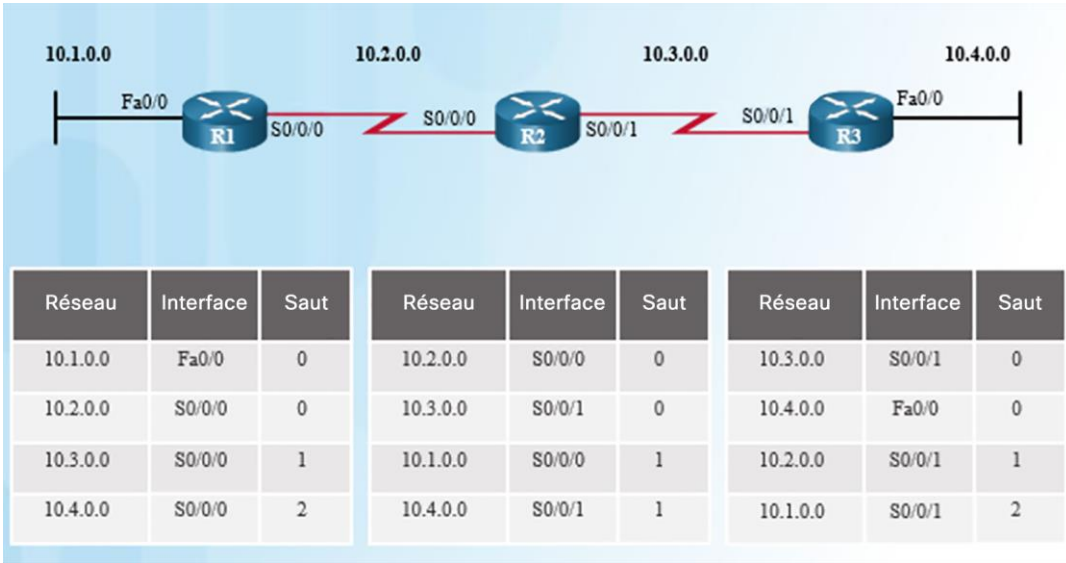 10.1.0.0 10.2.0.0 10.3.0.0 10.4.0.0
Fa0/0 S0/0/0 S0/0/0 S0/0/1 S0/0/1 Fa0/0
R1 R2 R3
Réseau Interface Saut
10.1.0.0 Fa0/0 0
10.2.0.0 S0/0/0 0
10.3.0.0 S0/0/0 1
10.4.0.0 S0/0/0 2
Réseau Interface Saut
10.2.0.0 S0/0/0 0
10.3.0.0 S0/0/1 0
10.1.0.0 S0/0/0 1
10.4.0.0 S0/0/1 1
Réseau Interface Saut
10.3.0.0 S0/0/1 0
10.4.0.0 Fa0/0 0
10.2.0.0 S0/0/1 1
10.1.0.0 S0/0/1 2